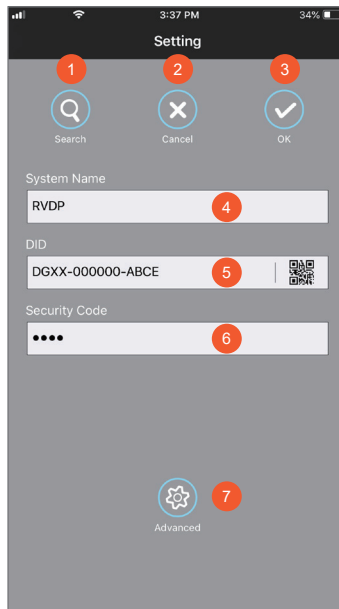 3:37 PM
34%
Setting
1
2
3
Search
Cancel
OK
System Name
RVDP
4
DID
DGXX-000000-ABCE
5
Security Code
••••
6
7
Advanced